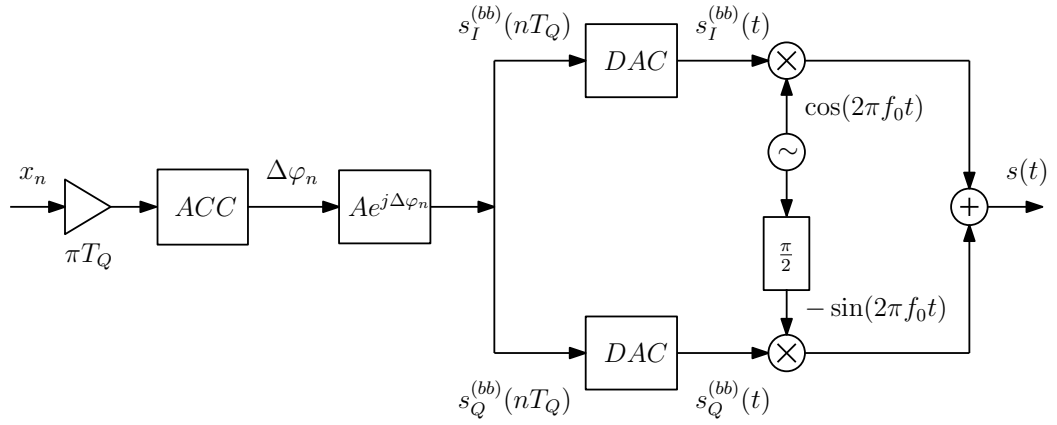 s_I^{(bb)}(nT_Q)
s_I^{(bb)}(t)
DAC
cos(2πf_0t)
x_n
Δφ_n
∼
s(t)
ACC
Ae^{jΔφ_n}
+
πT_Q
π/2
− sin(2πf_0t)
DAC
s_Q^{(bb)}(nT_Q)
s_Q^{(bb)}(t)